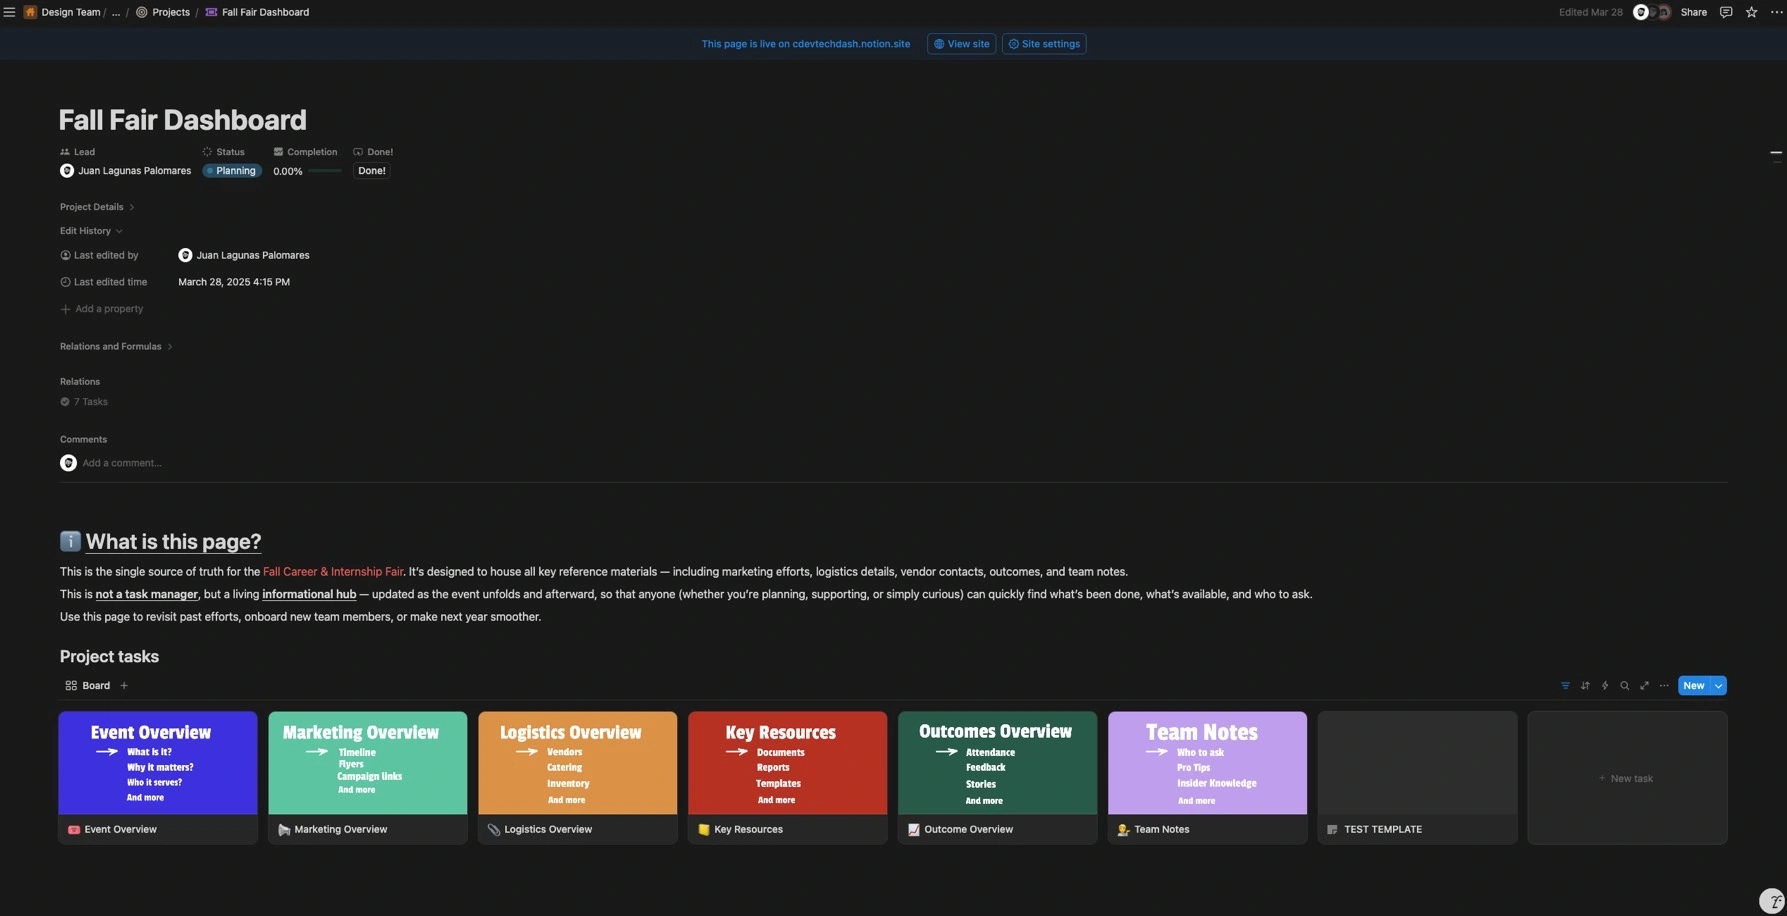 Design Team / ... / Projects / Fall Fair Dashboard
Edited Mar 28 Share
This page is live on cdevtechdash.notion.site View site Site settings
Fall Fair Dashboard
Lead Status Completion Done!
Juan Lagunas Palomares Planning 0.00% Done!
Project Details
Edit History
Last edited by Juan Lagunas Palomares
Last edited time March 28, 2025 4:15 PM
Add a property
Relations and Formulas
Relations
7 Tasks
Comments
Add a comment...
What is this page?
This is the single source of truth for the Fall Career & Internship Fair. It's designed to house all key reference materials — including marketing efforts, logistics details, vendor contacts, outcomes, and team notes.
This is not a task manager, but a living informational hub — updated as the event unfolds and afterward, so that anyone (whether you're planning, supporting, or simply curious) can quickly find what's been done, what's available, and who to ask.
Use this page to revisit past efforts, onboard new team members, or make next year smoother.
Project tasks
Board
New
Event Overview
What is it?
Why it matters?
Who it serves?
And more
Event Overview
Marketing Overview
Timeline
Flyers
Campaign links
And more
Marketing Overview
Logistics Overview
Vendors
Catering
Inventory
And more
Logistics Overview
Key Resources
Documents
Reports
Templates
And more
Key Resources
Outcomes Overview
Attendance
Feedback
Stories
And more
Outcome Overview
Team Notes
Who to ask
Pro Tips
Insider Knowledge
And more
Team Notes
TEST TEMPLATE
+ New task